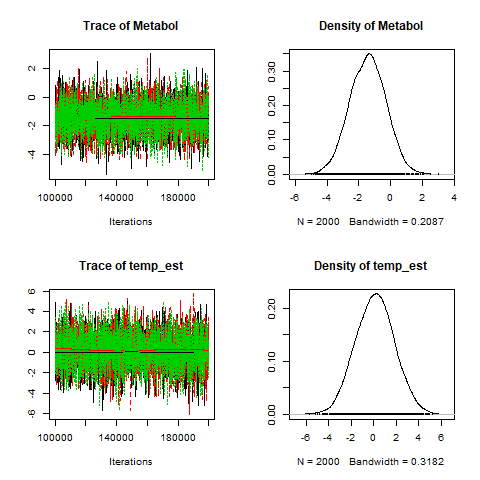 Trace of Metabol
2
0
-2
-4
100000 140000 180000
Iterations
Density of Metabol
0.30
0.20
0.10
0.00
-6 -4 -2 0 2 4
N = 2000 Bandwidth = 0.2087
Trace of temp_est
6
4
2
0
-2
-4
-6
100000 140000 180000
Iterations
Density of temp_est
0.20
0.10
0.00
-6 -4 -2 0 2 4 6
N = 2000 Bandwidth = 0.3182